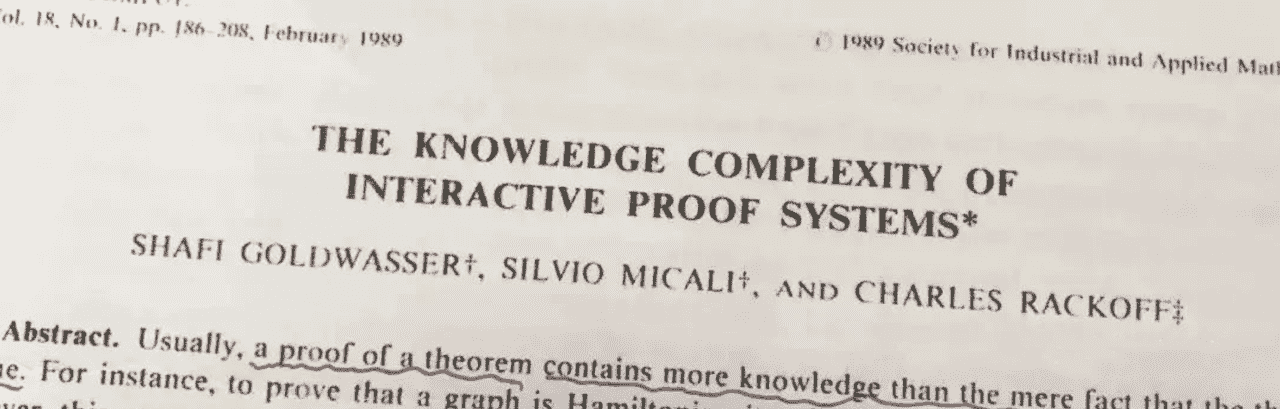 Vol. 18, No. 1, pp. 186-208, February 1989
© 1989 Society for Industrial and Applied
THE KNOWLEDGE COMPLEXITY OF
INTERACTIVE PROOF SYSTEMS*
SHAFI GOLDWASSER†, SILVIO MICALI†, AND CHARLES RACKOFF‡
Abstract. Usually, a proof of a theorem contains more knowledge than the mere fact that the
For instance, to prove that a graph is